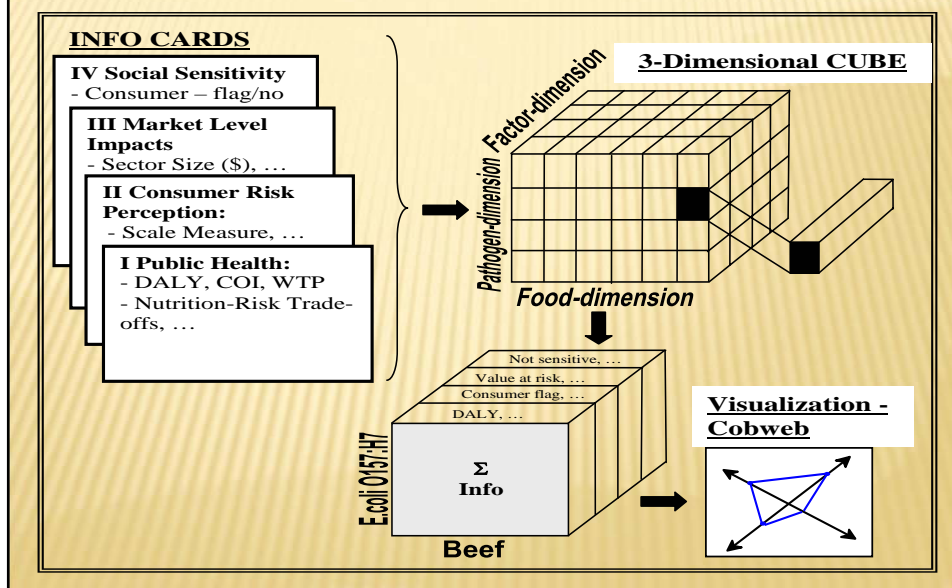 INFO CARDS
IV Social Sensitivity
- Consumer – flag/no
III Market Level
Impacts
- Sector Size ($), …
II Consumer Risk
Perception:
- Scale Measure, …
I Public Health:
- DALY, COI, WTP
- Nutrition-Risk Trade-
offs, …
3-Dimensional CUBE
Factor-dimension
Pathogen-dimension
Food-dimension
Not sensitive, …
Value at risk, …
Consumer flag, …
DALY, …
Σ
Info
E.coli O157:H7
Beef
Visualization -
Cobweb